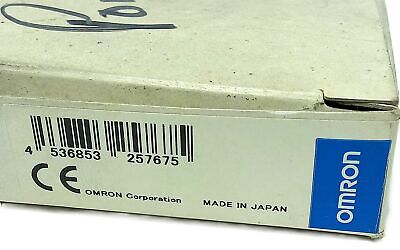 4 536853 257675
CE OMRON Corporation MADE IN JAPAN
OMRON